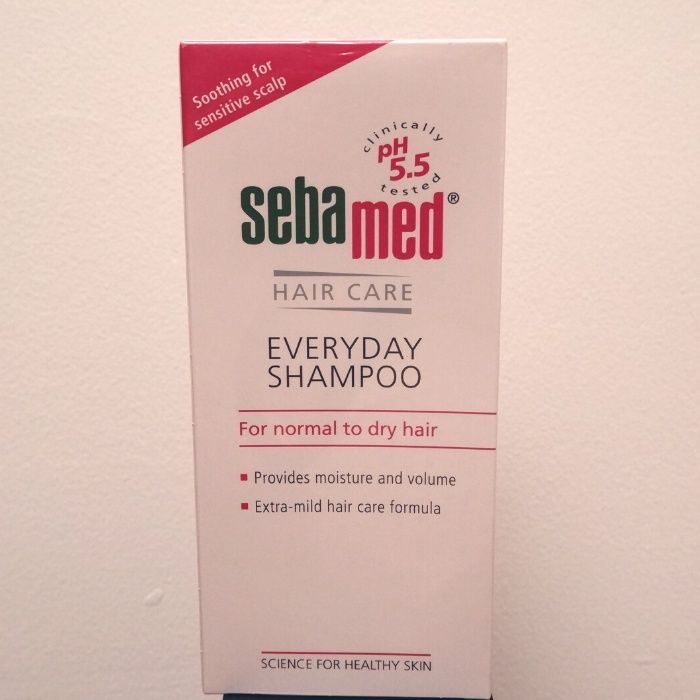 Soothing for
sensitive scalp
clinically
pH
5.5
tested
sebamed®
HAIR CARE
EVERYDAY
SHAMPOO
For normal to dry hair
▪ Provides moisture and volume
▪ Extra-mild hair care formula
SCIENCE FOR HEALTHY SKIN